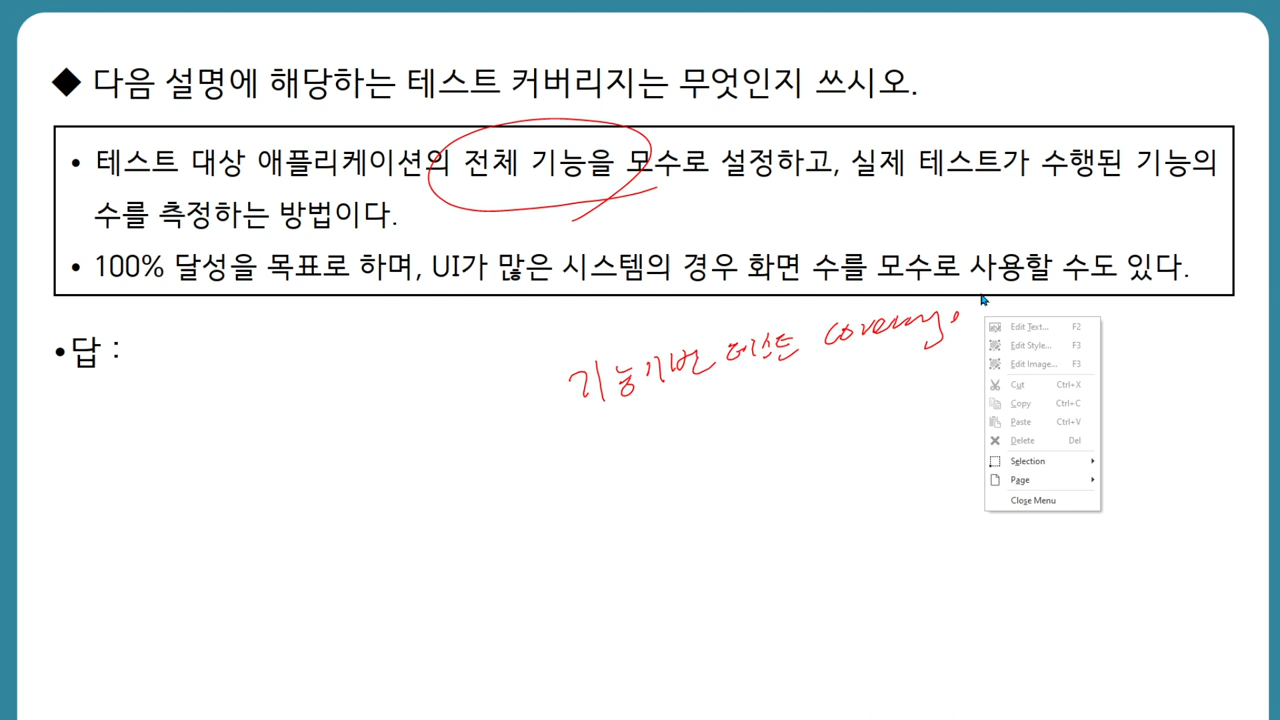 ◆ 다음 설명에 해당하는 테스트 커버리지는 무엇인지 쓰시오.
• 테스트 대상 애플리케이션의 전체 기능을 모수로 설정하고, 실제 테스트가 수행된 기능의
수를 측정하는 방법이다.
• 100% 달성을 목표로 하며, UI가 많은 시스템의 경우 화면 수를 모수로 사용할 수도 있다.
•답 :
기능기반 테스트 coverage
Edit Text... F2
Edit Style... F3
Edit Image... F3
Cut Ctrl+X
Copy Ctrl+C
Paste Ctrl+V
Delete Del
Selection
Page
Close Menu